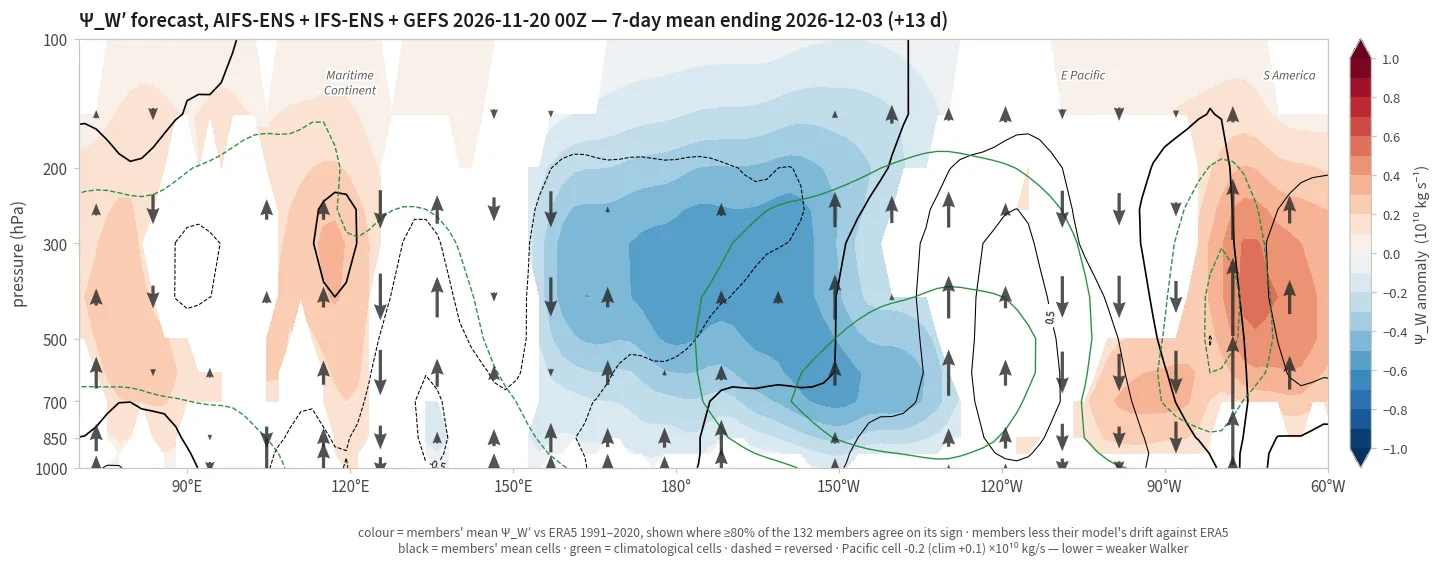 Ψ_W′ forecast, AIFS-ENS + IFS-ENS + GEFS 2026-11-20 00Z — 7-day mean ending 2026-12-03 (+13 d)
100
200
300
400
500
700
850
1000
pressure (hPa)
Maritime
Continent
E Pacific
S America
0.5
-0.5
90°E
120°E
150°E
180°
150°W
120°W
90°W
60°W
1.0
0.8
0.6
0.4
0.2
0.0
−0.2
−0.4
−0.6
−0.8
−1.0
Ψ_W anomaly (10¹⁰ kg s⁻¹)
colour = members' mean Ψ_W′ vs ERA5 1991–2020, shown where ≥80% of the 132 members agree on its sign · members less their model's drift against ERA5
black = members' mean cells · green = climatological cells · dashed = reversed · Pacific cell -0.2 (clim +0.1) ×10¹⁰ kg/s — lower = weaker Walker